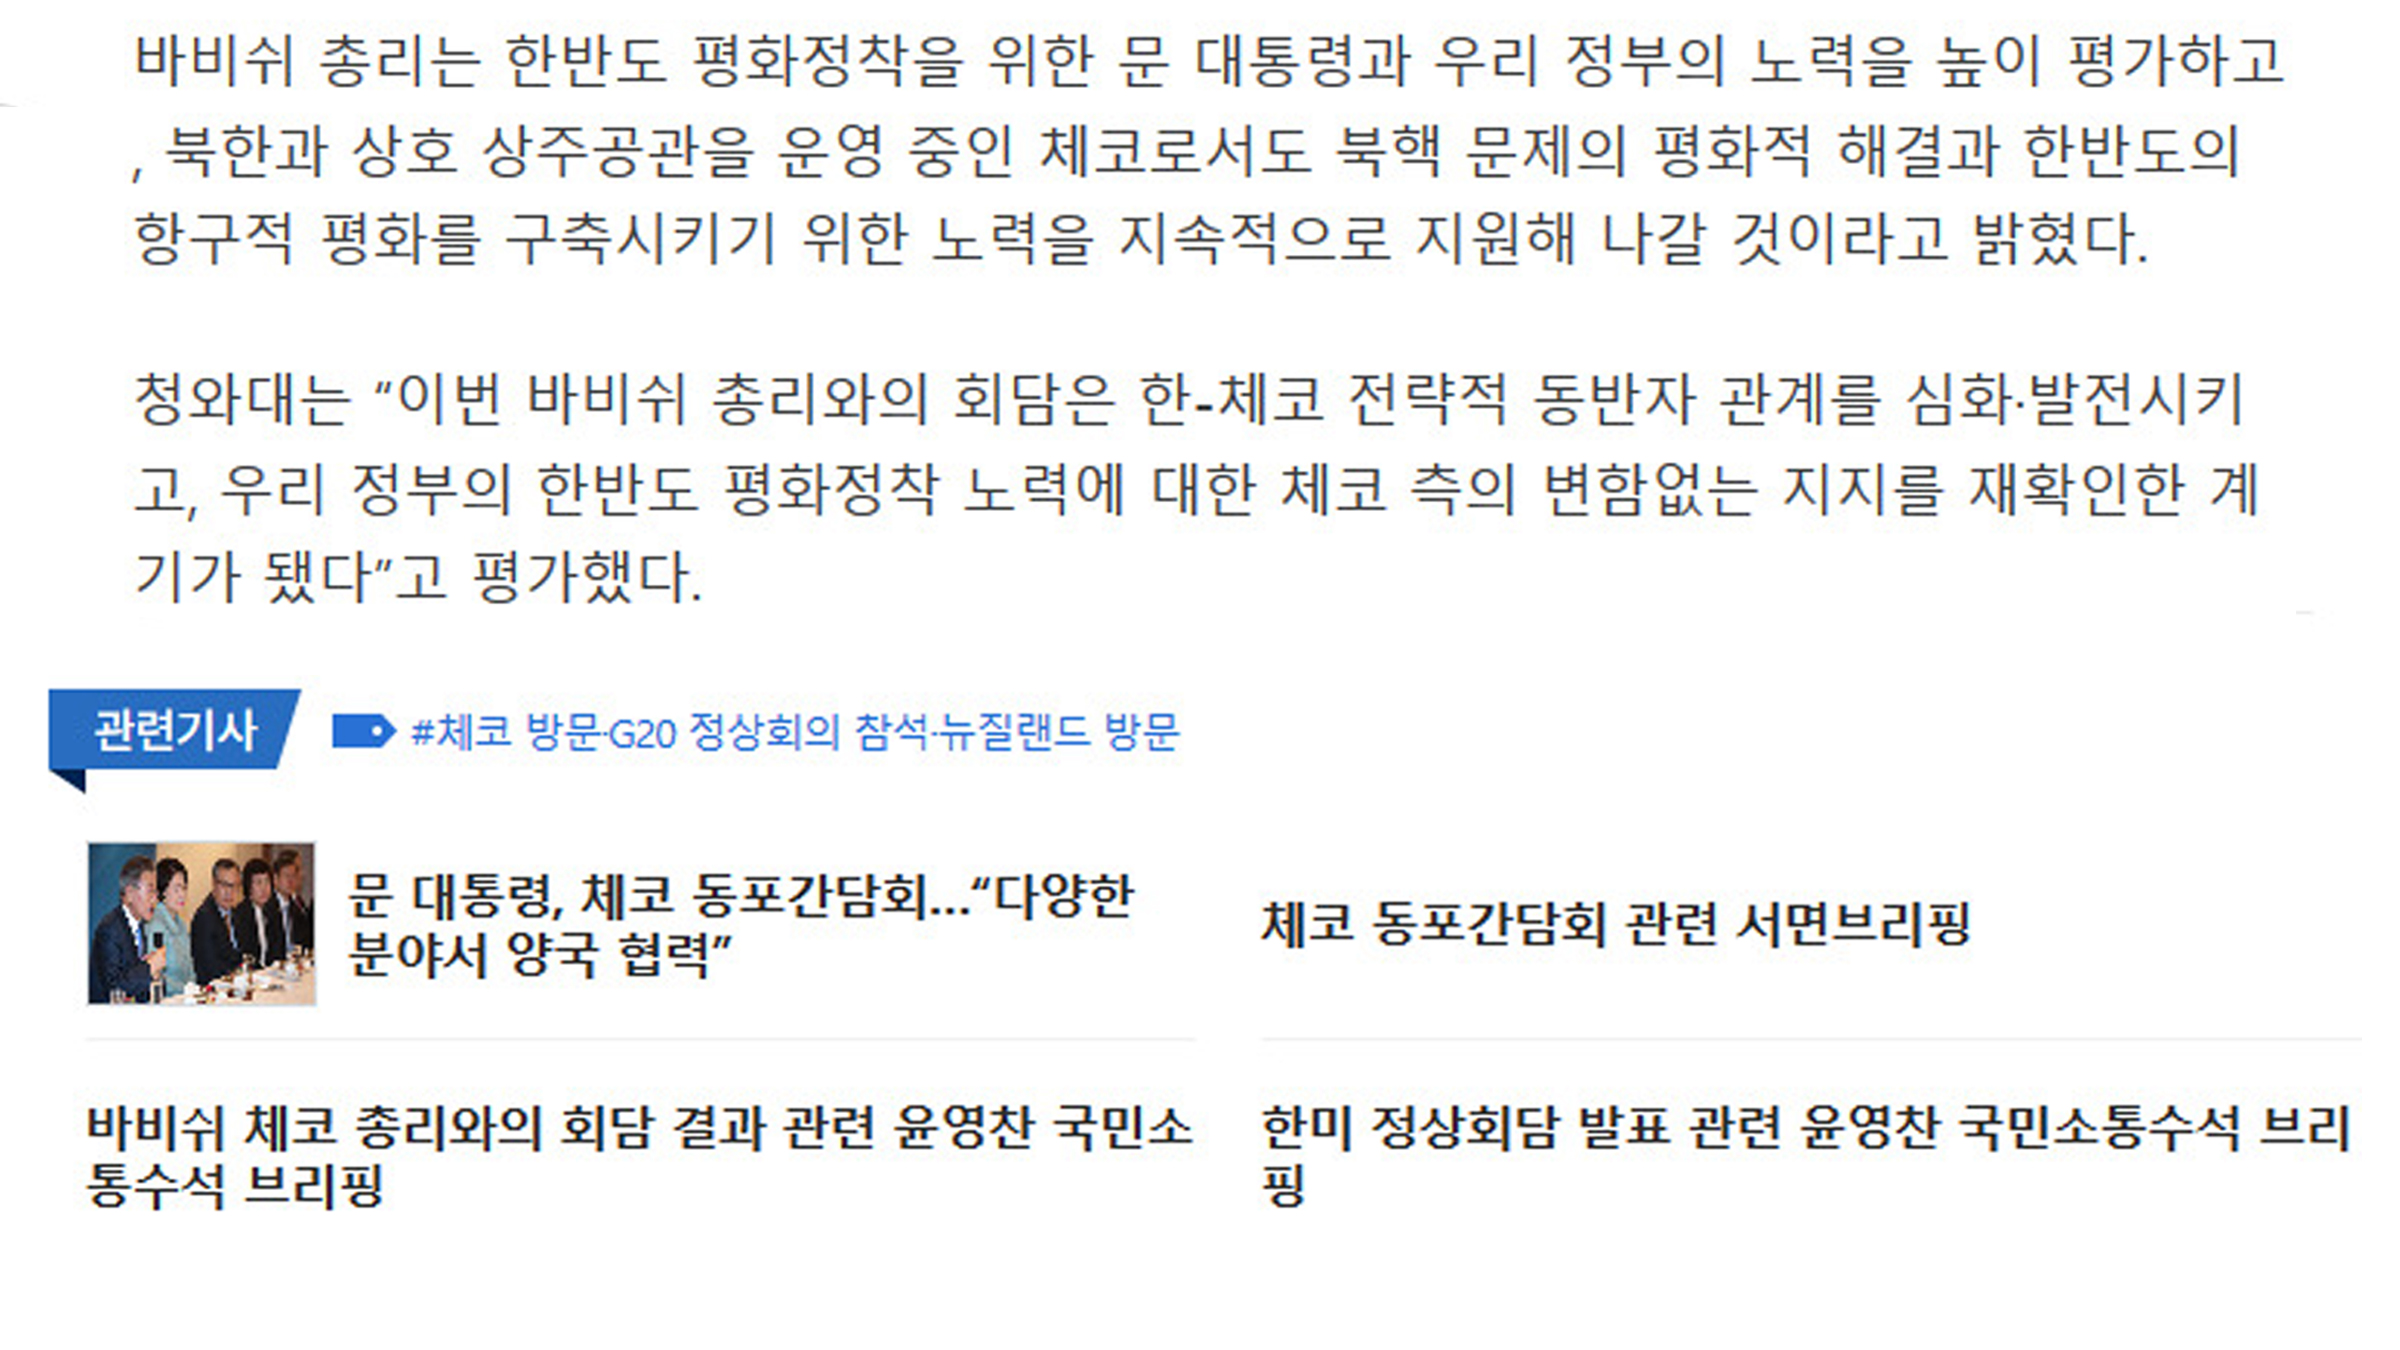 바비쉬 총리는 한반도 평화정착을 위한 문 대통령과 우리 정부의 노력을 높이 평가하고
, 북한과 상호 상주공관을 운영 중인 체코로서도 북핵 문제의 평화적 해결과 한반도의
항구적 평화를 구축시키기 위한 노력을 지속적으로 지원해 나갈 것이라고 밝혔다.
청와대는 “이번 바비쉬 총리와의 회담은 한-체코 전략적 동반자 관계를 심화·발전시키
고, 우리 정부의 한반도 평화정착 노력에 대한 체코 측의 변함없는 지지를 재확인한 계
기가 됐다”고 평가했다.
관련기사 #체코 방문·G20 정상회의 참석·뉴질랜드 방문
문 대통령, 체코 동포간담회…“다양한
분야서 양국 협력”
체코 동포간담회 관련 서면브리핑
바비쉬 체코 총리와의 회담 결과 관련 윤영찬 국민소
통수석 브리핑
한미 정상회담 발표 관련 윤영찬 국민소통수석 브리
핑